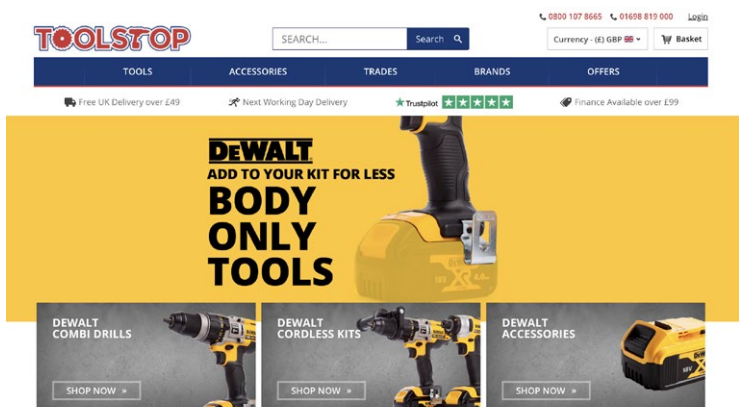 0800 107 8665 01698 819 000 Login
TOOLSTOP
SEARCH...
Search
Currency - (£) GBP
Basket
TOOLS ACCESSORIES TRADES BRANDS OFFERS
Free UK Delivery over £49 Next Working Day Delivery Trustpilot Finance Available over £99
DEWALT
ADD TO YOUR KIT FOR LESS
BODY
ONLY
TOOLS
18V XR
DEWALT
COMBI DRILLS
SHOP NOW »
DEWALT
CORDLESS KITS
SHOP NOW »
DEWALT
ACCESSORIES
SHOP NOW »